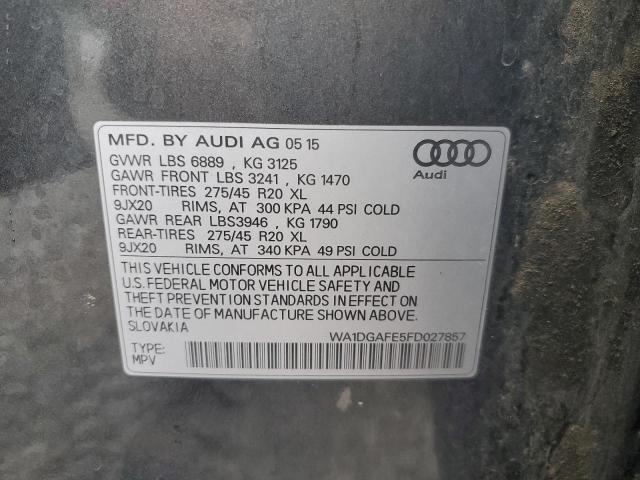 MFD. BY AUDI AG 05 15
GVWR LBS 6889 , KG 3125
GAWR FRONT LBS 3241 , KG 1470
FRONT-TIRES 275/45 R20 XL
9JX20 RIMS, AT 300 KPA 44 PSI COLD
GAWR REAR LBS3946 , KG 1790
REAR-TIRES 275/45 R20 XL
9JX20 RIMS, AT 340 KPA 49 PSI COLD
Audi
THIS VEHICLE CONFORMS TO ALL APPLICABLE
U.S. FEDERAL MOTOR VEHICLE SAFETY AND
THEFT PREVENTION STANDARDS IN EFFECT ON
THE DATE OF MANUFACTURE SHOWN ABOVE.
SLOVAKIA
WA1DGAFE5FD027857
TYPE:
MPV